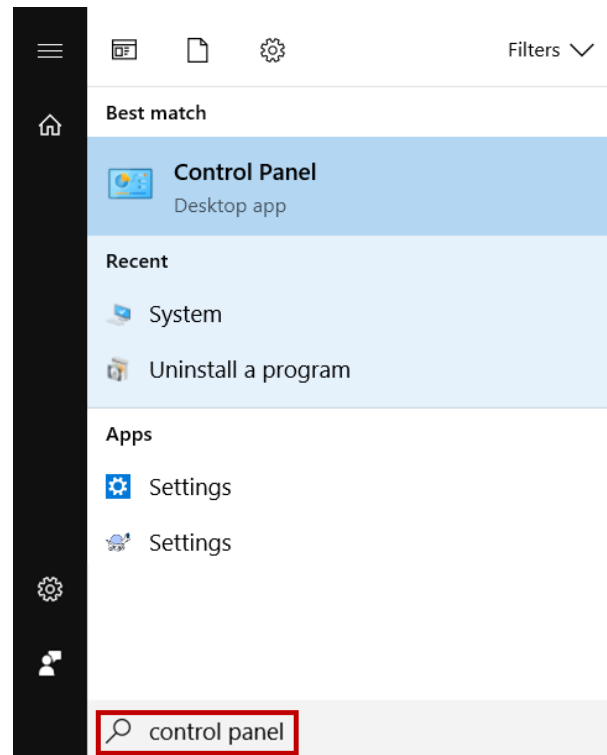 Filters
Best match
Control Panel
Desktop app
Recent
System
Uninstall a program
Apps
Settings
Settings
control panel